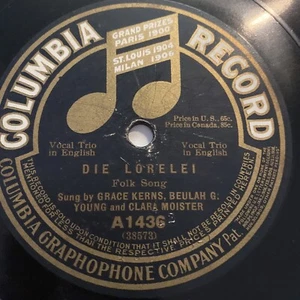 COLUMBIA RECORD
GRAND PRIZES
PARIS 1900
ST. LOUIS 1904
MILAN 1906
Price in U.S., 65c.
Price in Canada, 85c.
Vocal Trio
in English
Vocal Trio
in English
DIE LORELEI
Folk Song
Sung by GRACE KERNS, BEULAH G.
YOUNG and CLARA MOISTER
A1436
(38573)
COLUMBIA GRAPHOPHONE COMPANY Pat.